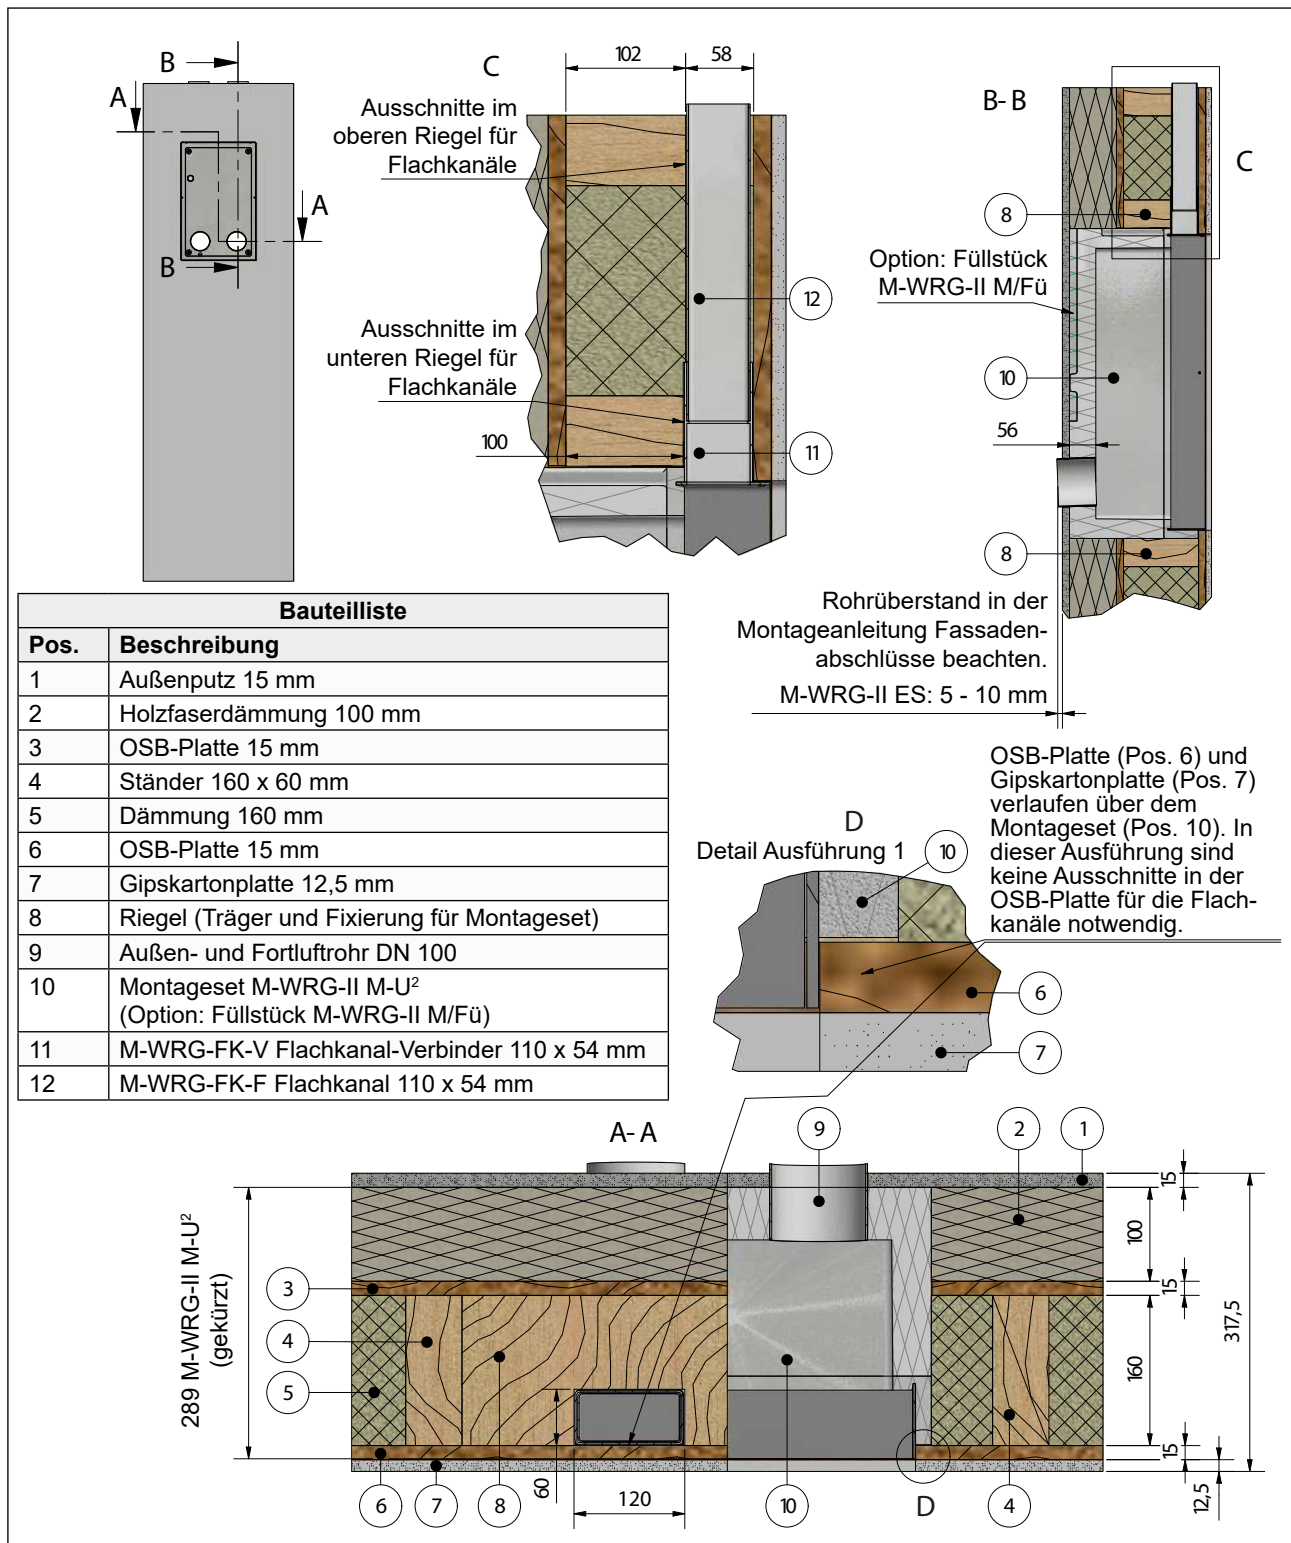 B
A
A
B
C
102
58
Ausschnitte im
oberen Riegel für
Flachkanäle
12
Ausschnitte im
unteren Riegel für
Flachkanäle
100
11
B-B
C
8
Option: Füllstück
M-WRG-II M/Fü
10
56
8
Rohrüberstand in der
Montageanleitung Fassaden-
abschlüsse beachten.
M-WRG-II ES: 5 - 10 mm
Bauteilliste
Pos. Beschreibung
1 Außenputz 15 mm
2 Holzfaserdämmung 100 mm
3 OSB-Platte 15 mm
4 Ständer 160 x 60 mm
5 Dämmung 160 mm
6 OSB-Platte 15 mm
7 Gipskartonplatte 12,5 mm
8 Riegel (Träger und Fixierung für Montageset)
9 Außen- und Fortluftrohr DN 100
10 Montageset M-WRG-II M-U²
(Option: Füllstück M-WRG-II M/Fü)
11 M-WRG-FK-V Flachkanal-Verbinder 110 x 54 mm
12 M-WRG-FK-F Flachkanal 110 x 54 mm
OSB-Platte (Pos. 6) und
Gipskartonplatte (Pos. 7)
verlaufen über dem
Montageset (Pos. 10). In
dieser Ausführung sind
keine Ausschnitte in der
OSB-Platte für die Flach-
kanäle notwendig.
D
Detail Ausführung 1
10
6
7
A-A
9
2
1
289 M-WRG-II M-U²
(gekürzt)
3
4
5
15
100
15
160
15
12,5
317,5
60
120
6
7
8
10
D
4